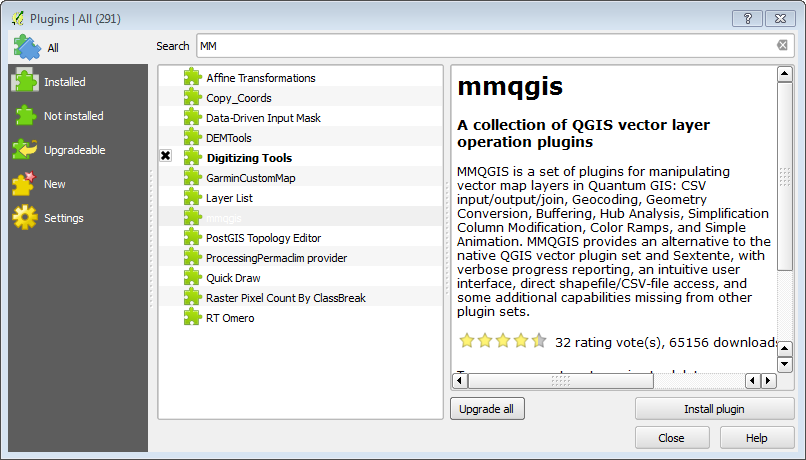 Plugins | All (291)
All
Installed
Not installed
Upgradeable
New
Settings
Search
MM
Affine Transformations
Copy_Coords
Data-Driven Input Mask
DEMTools
Digitizing Tools
GarminCustomMap
Layer List
mmqgis
PostGIS Topology Editor
ProcessingPermaclim provider
Quick Draw
Raster Pixel Count By ClassBreak
RT Omero
mmqgis
A collection of QGIS vector layer
operation plugins
MMQGIS is a set of plugins for manipulating
vector map layers in Quantum GIS: CSV
input/output/join, Geocoding, Geometry
Conversion, Buffering, Hub Analysis, Simplification
Column Modification, Color Ramps, and Simple
Animation. MMQGIS provides an alternative to the
native QGIS vector plugin set and Sextente, with
verbose progress reporting, an intuitive user
interface, direct shapefile/CSV-file access, and
some additional capabilities missing from other
plugin sets.
32 rating vote(s), 65156 downloads
Upgrade all
Install plugin
Close
Help